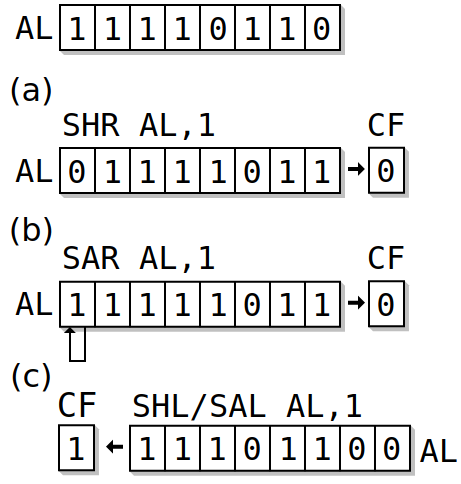 AL 1 1 1 1 0 1 1 0
(a)
SHR AL,1 CF
AL 0 1 1 1 1 0 1 1 → 0
(b)
SAR AL,1 CF
AL 1 1 1 1 1 0 1 1 → 0
(c)
CF SHL/SAL AL,1
1 ← 1 1 1 0 1 1 0 0 AL